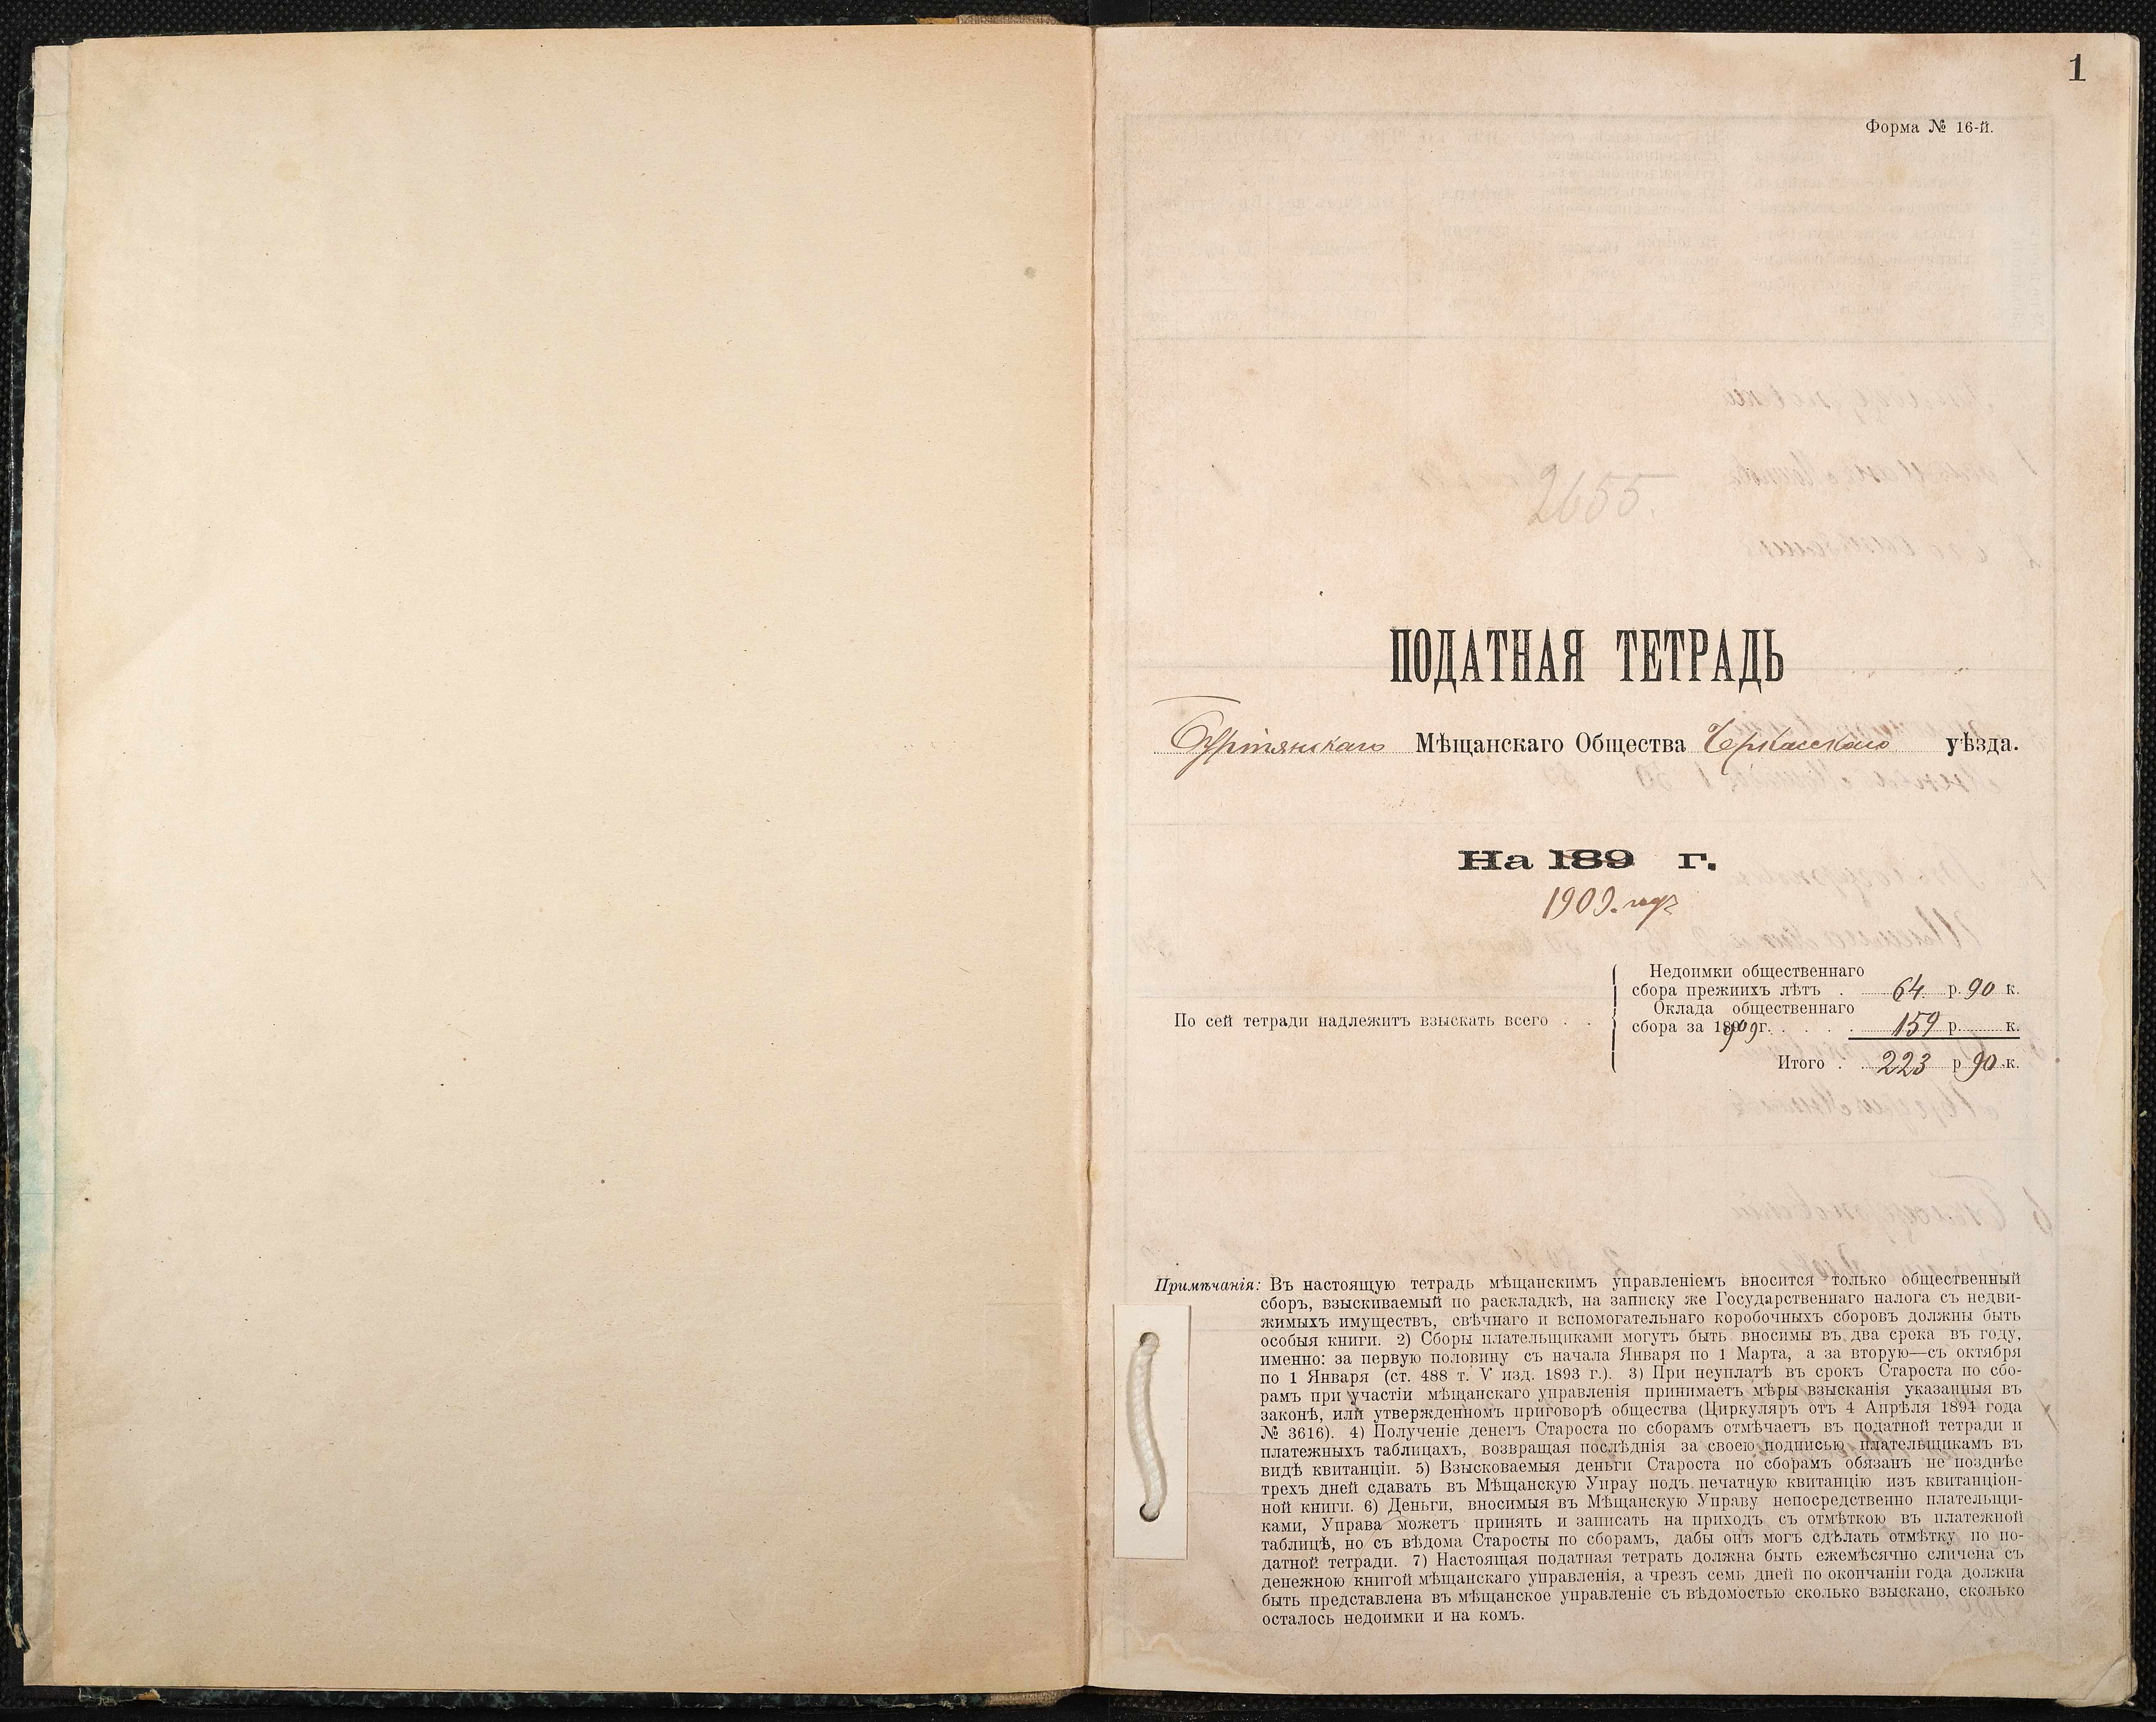 1
Форма № 16-й.
2655.
ПОДАТНАЯ ТЕТРАДЬ
Мѣщанскаго Общества Черкасскаго уѣзда.
На 189 г.
1909. годъ
Недоимки общественнаго
сбора прежнихъ лѣтъ . 64 р. 90 к.
Оклада общественнаго
По сей тетради надлежитъ взыскать всего . .
сбора за 1909 г. . . . . 159 р. к.
Итого . . 223 р 90 к.
Примѣчанія: Въ настоящую тетрадь мѣщанскимъ управленіемъ вносится только общественный
сборъ, взыскиваемый по раскладкѣ, на записку же Государственнаго налога съ недви-
жимыхъ имуществъ, свѣчнаго и вспомогательнаго коробочныхъ сборовъ должны быть
особыя книги. 2) Сборы плательщиками могутъ быть вносимы въ два срока въ году,
именно: за первую половину съ начала Января по 1 Марта, а за вторую—съ октября
по 1 Января (ст. 488 т. V изд. 1893 г.). 3) При неуплатѣ въ срокъ Староста по сбо-
рамъ при участіи мѣщанскаго управленія принимаетъ мѣры взысканія указанныя въ
законѣ, или утвержденномъ приговорѣ общества (Циркуляръ отъ 4 Апрѣля 1894 года
№ 3616). 4) Полученіе денегъ Староста по сборамъ отмѣчаетъ въ податной тетради и
платежныхъ таблицахъ, возвращая послѣднія за своею подписью плательщикамъ въ
видѣ квитанціи. 5) Взысковаемыя деньги Староста по сборамъ обязанъ не позднѣе
трехъ дней сдавать въ Мѣщанскую Упрау подъ печатную квитанцію изъ квитанціон-
ной книги. 6) Деньги, вносимыя въ Мѣщанскую Управу непосредственно плательщи-
ками, Управа можетъ принять и записать на приходъ съ отмѣткою въ платежной
таблицѣ, но съ вѣдома Старосты по сборамъ, дабы онъ могъ сдѣлать отмѣтку по по-
датной тетради. 7) Настоящая податная тетрать должна быть ежемѣсячно сличена съ
денежною книгой мѣщанскаго управленія, а чрезъ семь дней по окончаніи года должна
быть представлена въ мѣщанское управленіе съ вѣдомостью сколько взыскано, сколько
осталось недоимки и на комъ.